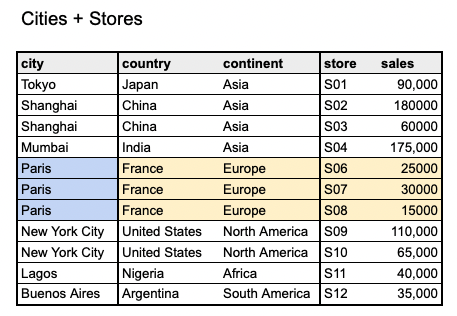 Cities + Stores
city country continent store sales
Tokyo Japan Asia S01 90,000
Shanghai China Asia S02 180000
Shanghai China Asia S03 60000
Mumbai India Asia S04 175,000
Paris France Europe S06 25000
Paris France Europe S07 30000
Paris France Europe S08 15000
New York City United States North America S09 110,000
New York City United States North America S10 65,000
Lagos Nigeria Africa S11 40,000
Buenos Aires Argentina South America S12 35,000